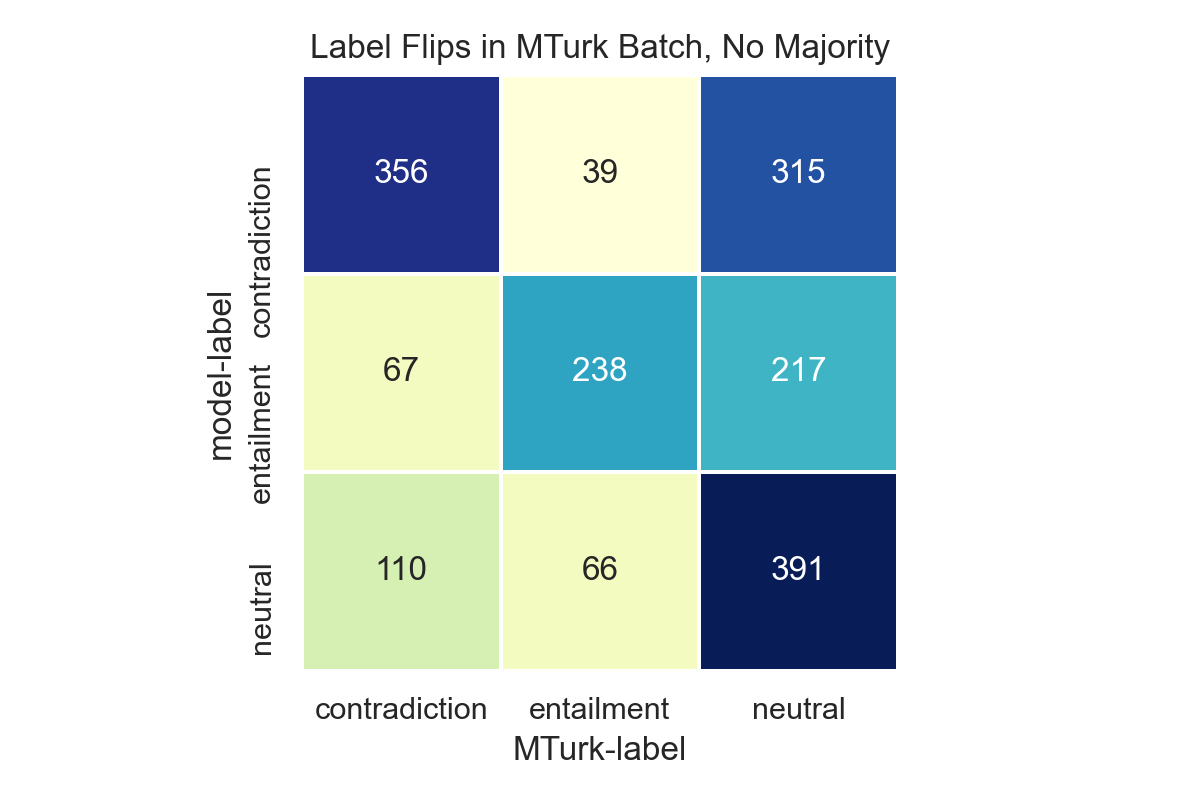 Label Flips in MTurk Batch, No Majority
model-label
contradiction
356 39 315
entailment
67 238 217
neutral
110 66 391
contradiction entailment neutral
MTurk-label